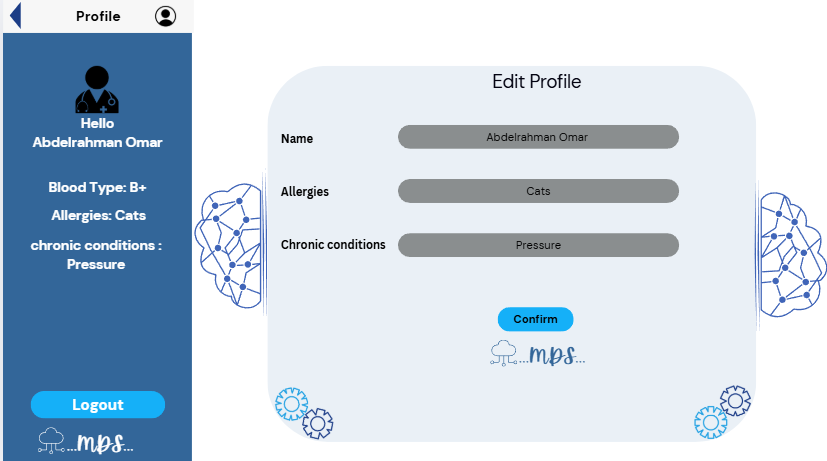 Profile
Hello
Abdelrahman Omar
Blood Type: B+
Allergies: Cats
chronic conditions :
Pressure
Logout
...mps...
Edit Profile
Name
Abdelrahman Omar
Allergies
Cats
Chronic conditions
Pressure
Confirm
...mps...